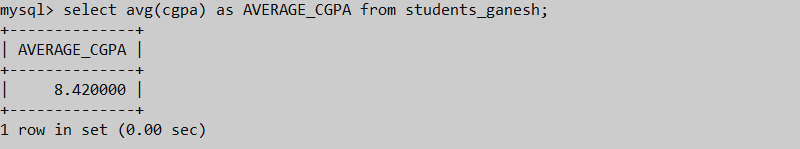 mysql> select avg(cgpa) as AVERAGE_CGPA from students_ganesh;
+--------------+
| AVERAGE_CGPA |
+--------------+
|     8.420000 |
+--------------+
1 row in set (0.00 sec)